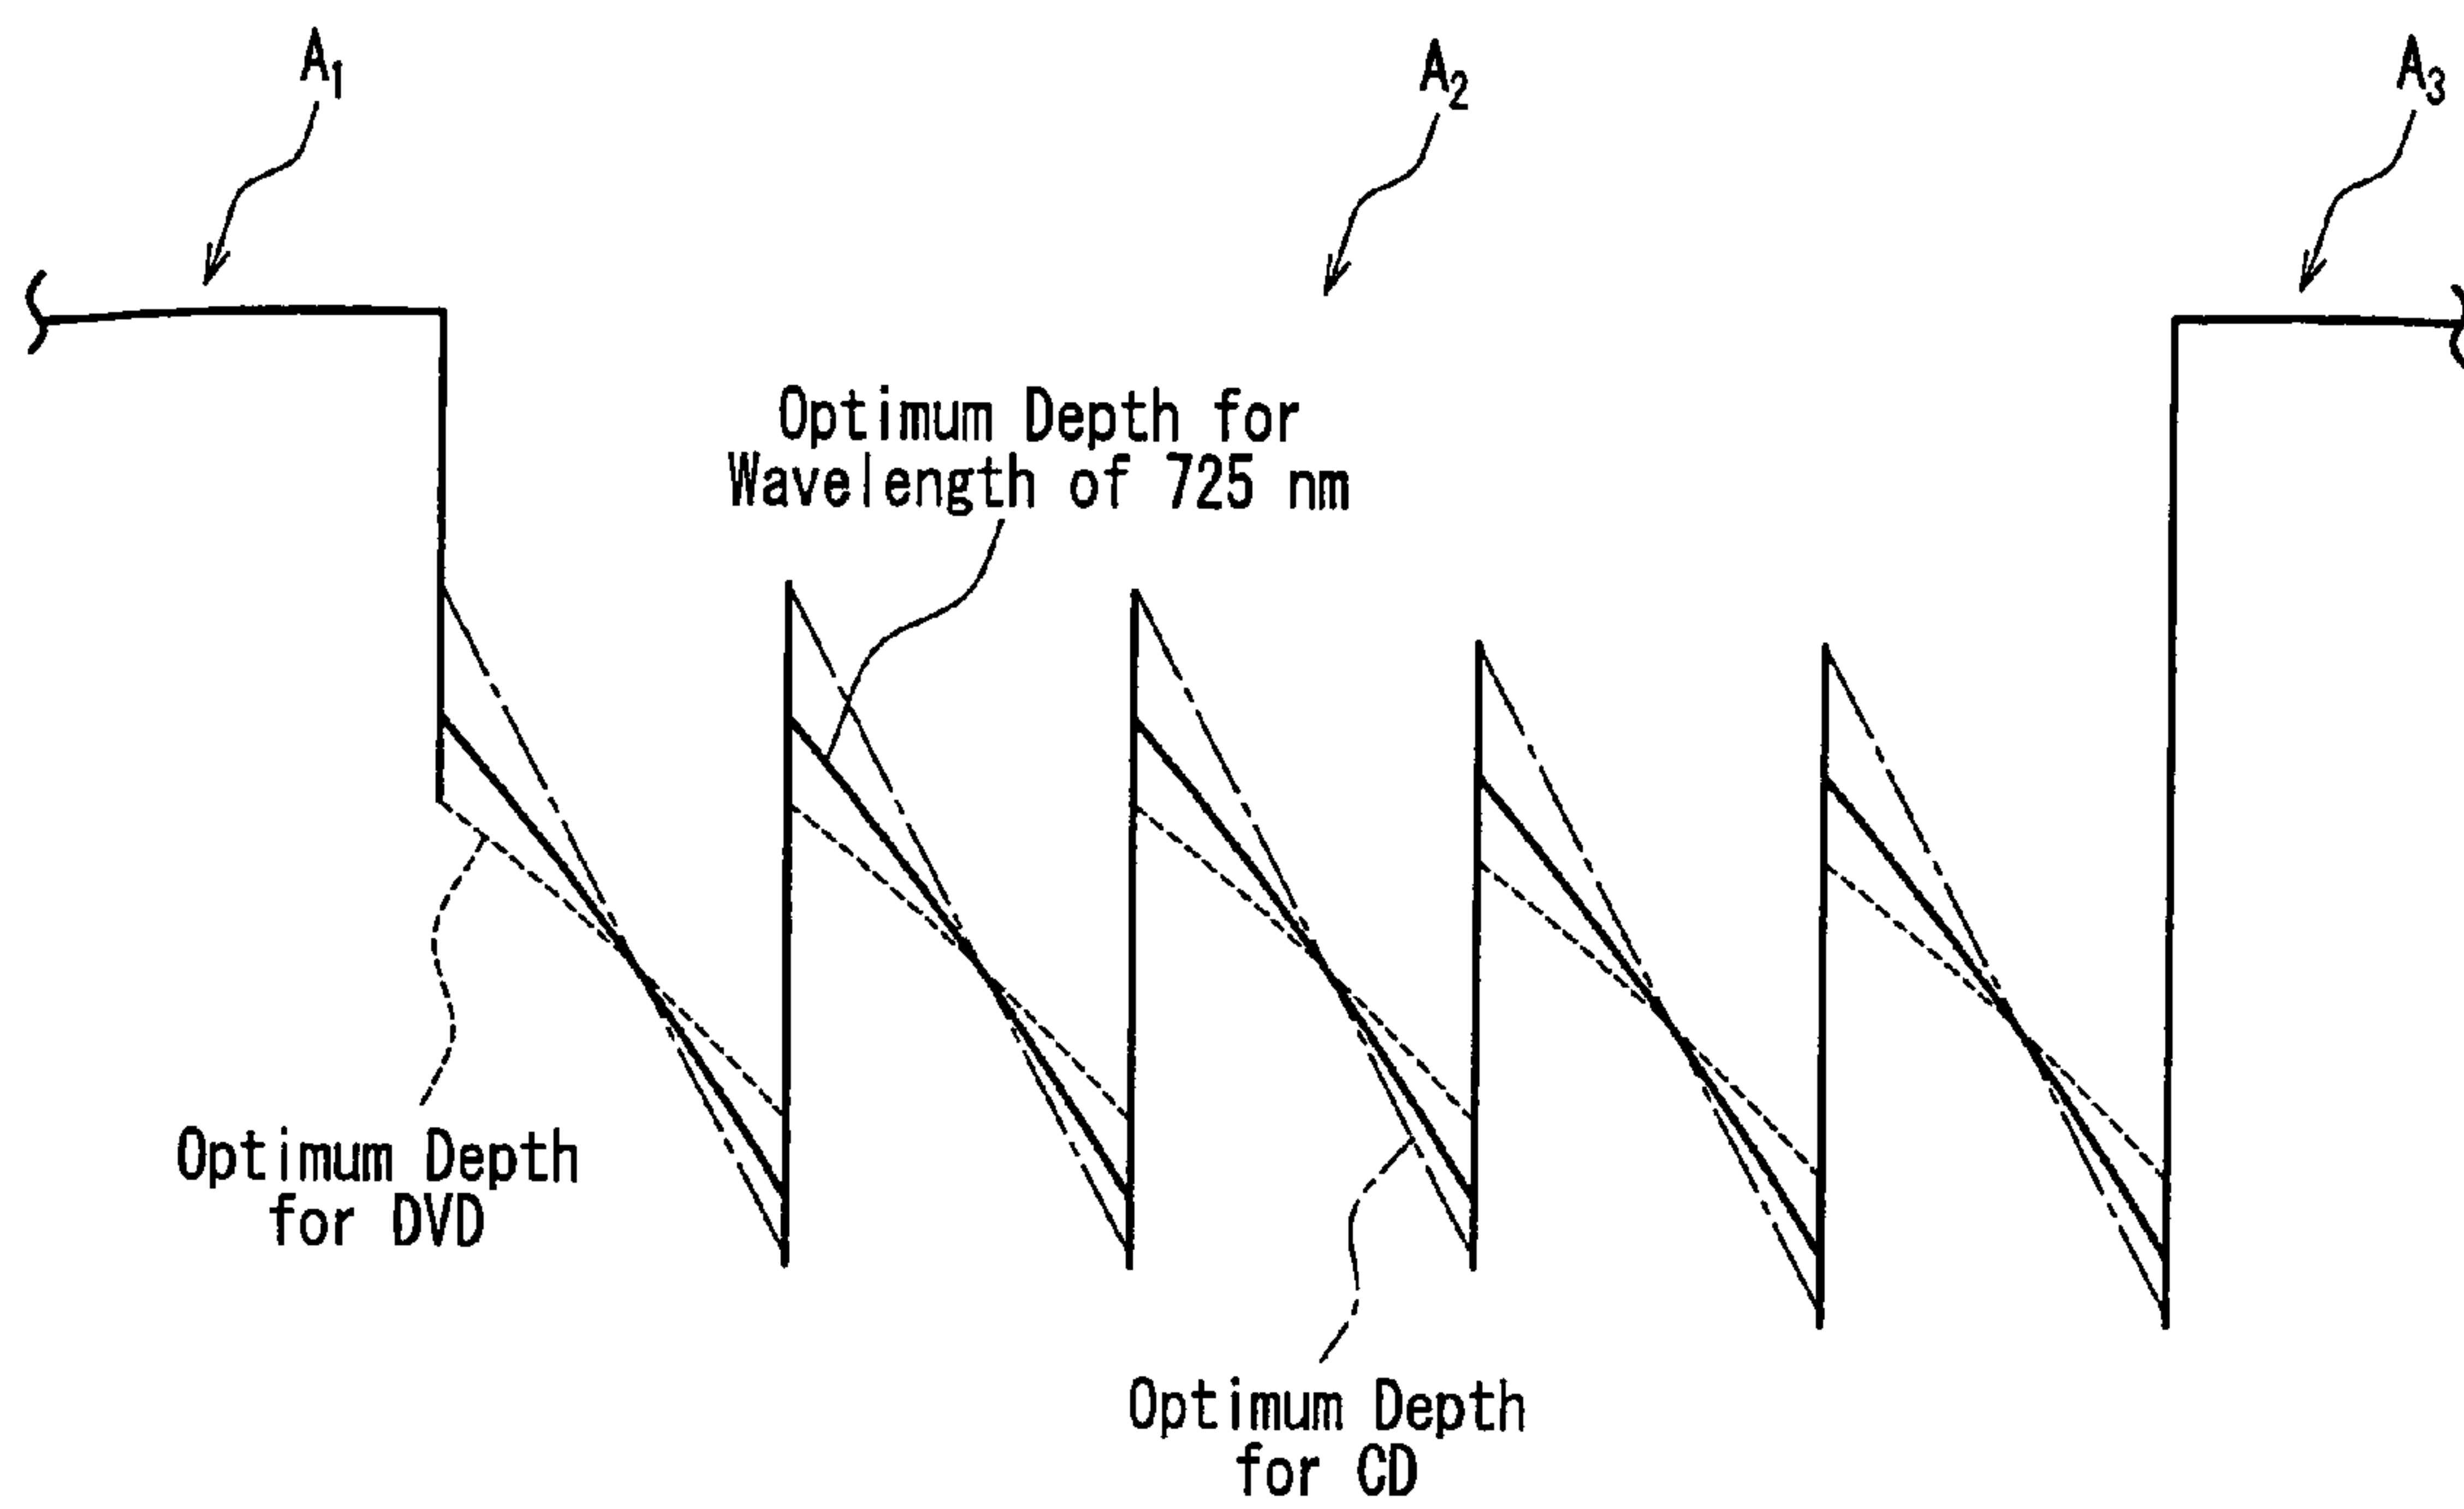 A1
A2
A3
Optimum Depth for
Wavelength of 725 nm
Optimum Depth
for DVD
Optimum Depth
for CD